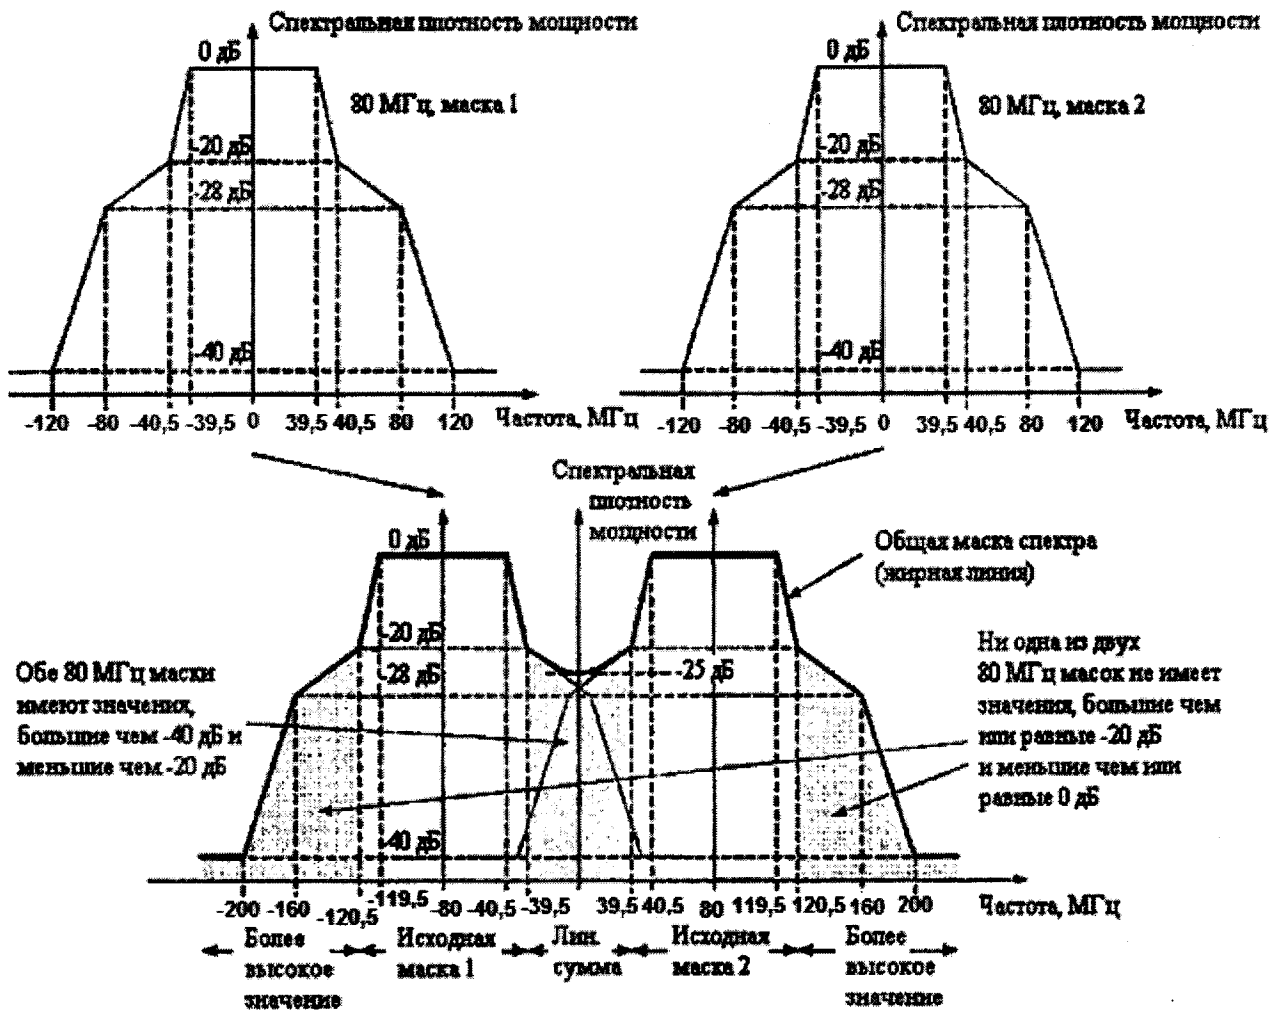 Спектральная плотность мощности
0 дБ
80 МГц, маска 1
-20 дБ
-28 дБ
-40 дБ
-120 -80 -40,5 -39,5 0 39,5 40,5 80 120
Частота, МГц
Спектральная плотность мощности
0 дБ
80 МГц, маска 2
-20 дБ
-28 дБ
-40 дБ
-120 -80 -40,5 -39,5 0 39,5 40,5 80 120
Частота, МГц
Спектральная
плотность
мощности
0 дБ
-20 дБ
-28 дБ
-25 дБ
-40 дБ
Общая маска спектра
(жирная линия)
Обе 80 МГц маски
имеют значения,
большие чем -40 дБ и
меньшие чем -20 дБ
Ни одна из двух
80 МГц масок не имеет
значения, большие чем
или равные -20 дБ
и меньшие чем или
равные 0 дБ
-200 -160 -120,5 -119,5 -80 -40,5 -39,5 39,5 40,5 80 119,5 120,5 160 200
Частота, МГц
Более
высокое
значение
Исходная
маска 1
Лин.
сумма
Исходная
маска 2
Более
высокое
значение